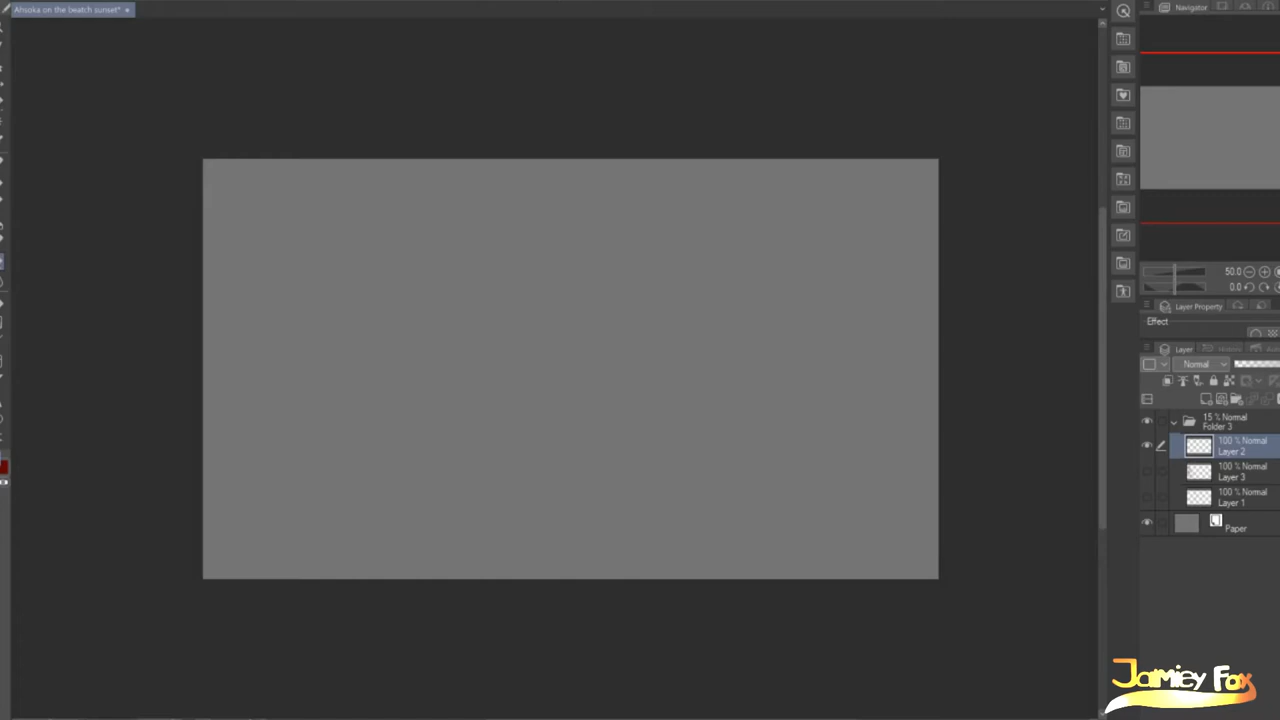 Ahsoka on the beatch sunset*
Navigator
50.0
0.0
Layer Property
Effect
Layer
History
Normal
15 % Normal
Folder 3
100 % Normal
Layer 2
100 % Normal
Layer 3
100 % Normal
Layer 1
Paper
Jamiey Fox